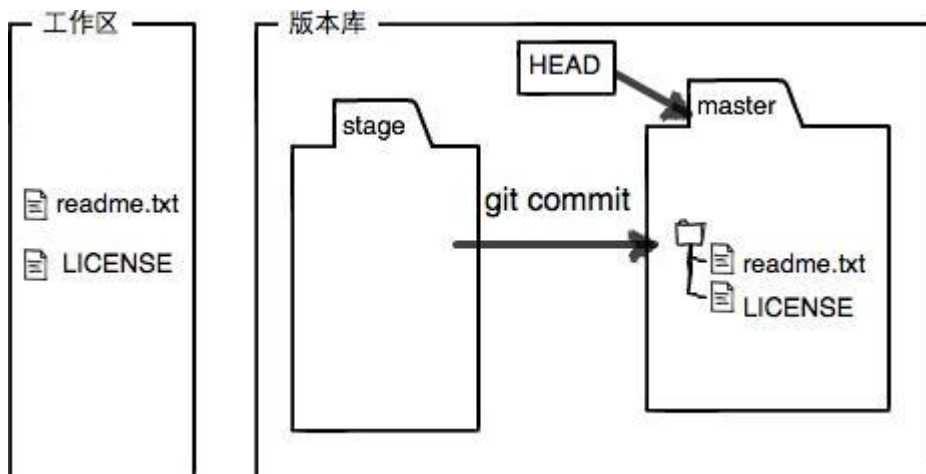 工作区
版本库
HEAD
master
stage
git commit
readme.txt
LICENSE
readme.txt
LICENSE